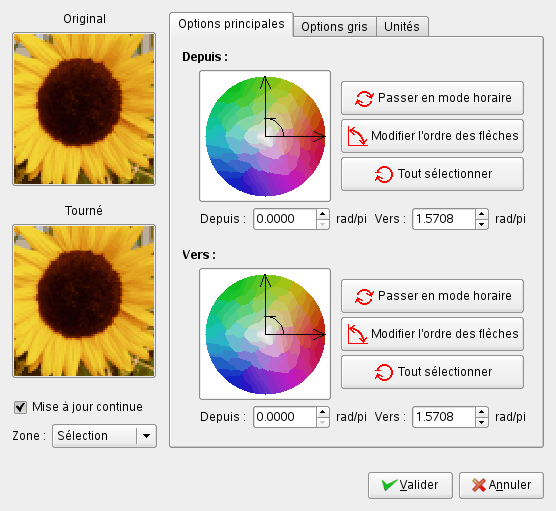 Original
Tourné
Mise à jour continue
Zone : Sélection
Options principales Options gris Unités
Depuis :
Passer en mode horaire
Modifier l'ordre des flèches
Tout sélectionner
Depuis : 0.0000 rad/pi Vers : 1.5708 rad/pi
Vers :
Passer en mode horaire
Modifier l'ordre des flèches
Tout sélectionner
Depuis : 0.0000 rad/pi Vers : 1.5708 rad/pi
Valider Annuler